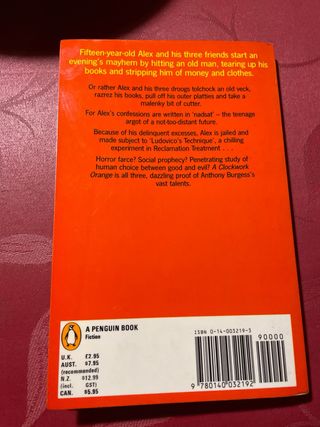 Fifteen-year-old Alex and his three friends start an
evening's mayhem by hitting an old man, tearing up his
books and stripping him of money and clothes.
Or rather Alex and his three droogs tolchock an old veck,
razrez his books, pull off his outer platties and take a
malenky bit of cutter.
For Alex's confessions are written in 'nadsat' – the teenage
argot of a not-too-distant future.
Because of his delinquent excesses, Alex is jailed and
made subject to 'Ludovico's Technique', a chilling
experiment in Reclamation Treatment . . .
Horror farce? Social prophecy? Penetrating study of
human choice between good and evil? A Clockwork
Orange is all three, dazzling proof of Anthony Burgess's
vast talents.
A PENGUIN BOOK
Fiction
U.K. £2.95
AUST. $7.95
(recommended)
N.Z. $12.99
(incl. GST)
CAN. $5.95
ISBN 0-14-003219-3
90000
9 780140 032192